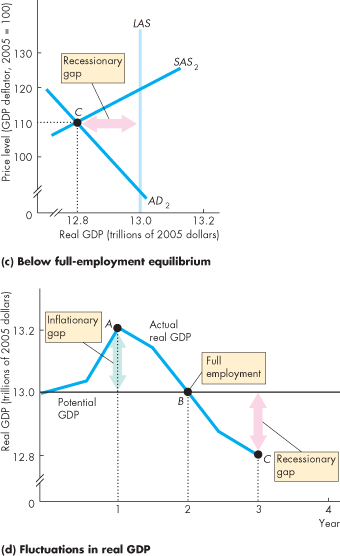 Price level (GDP deflator, 2005 = 100)
LAS
130
SAS2
Recessionary
gap
120
C
110
100
AD2
0
12.8
13.0
13.2
Real GDP (trillions of 2005 dollars)
(c) Below full-employment equilibrium
Real GDP (trillions of 2005 dollars)
13.2
Inflationary
gap
A
Actual
real GDP
Full
employment
13.0
Potential
GDP
B
12.8
C
Recessionary
gap
0
1
2
3
4
Year
(d) Fluctuations in real GDP